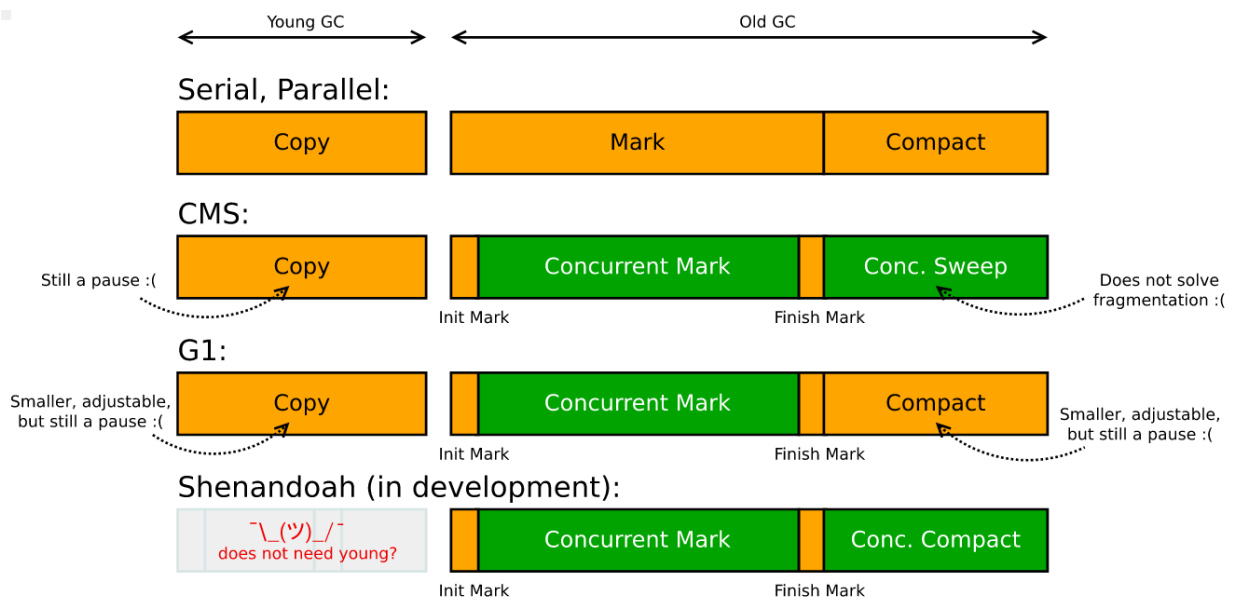 Young GC
Old GC
Serial, Parallel:
Copy
Mark
Compact
CMS:
Still a pause :(
Copy
Concurrent Mark
Conc. Sweep
Does not solve
fragmentation :(
Init Mark
Finish Mark
G1:
Smaller, adjustable,
but still a pause :(
Copy
Concurrent Mark
Compact
Smaller, adjustable,
but still a pause :(
Init Mark
Finish Mark
Shenandoah (in development):
¯\_(ツ)_/¯
does not need young?
Concurrent Mark
Conc. Compact
Init Mark
Finish Mark